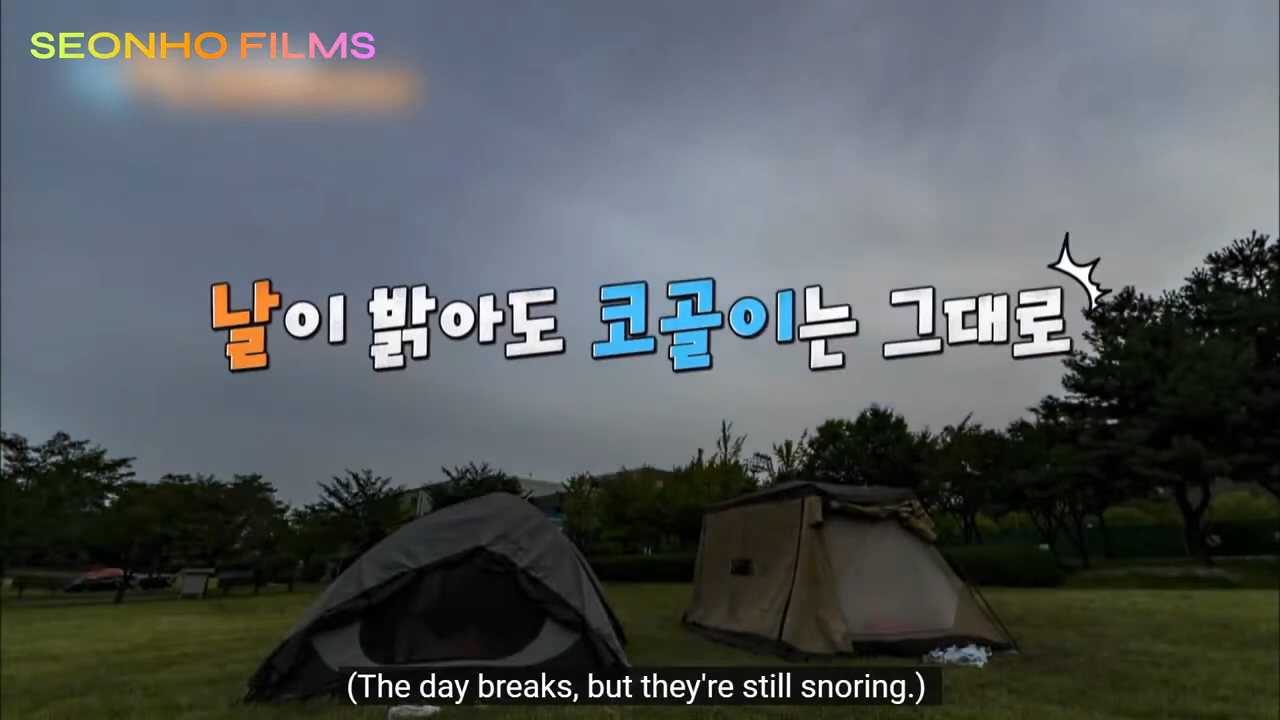 SEONHO FILMS
날이 밝아도 코골이는 그대로
(The day breaks, but they're still snoring.)